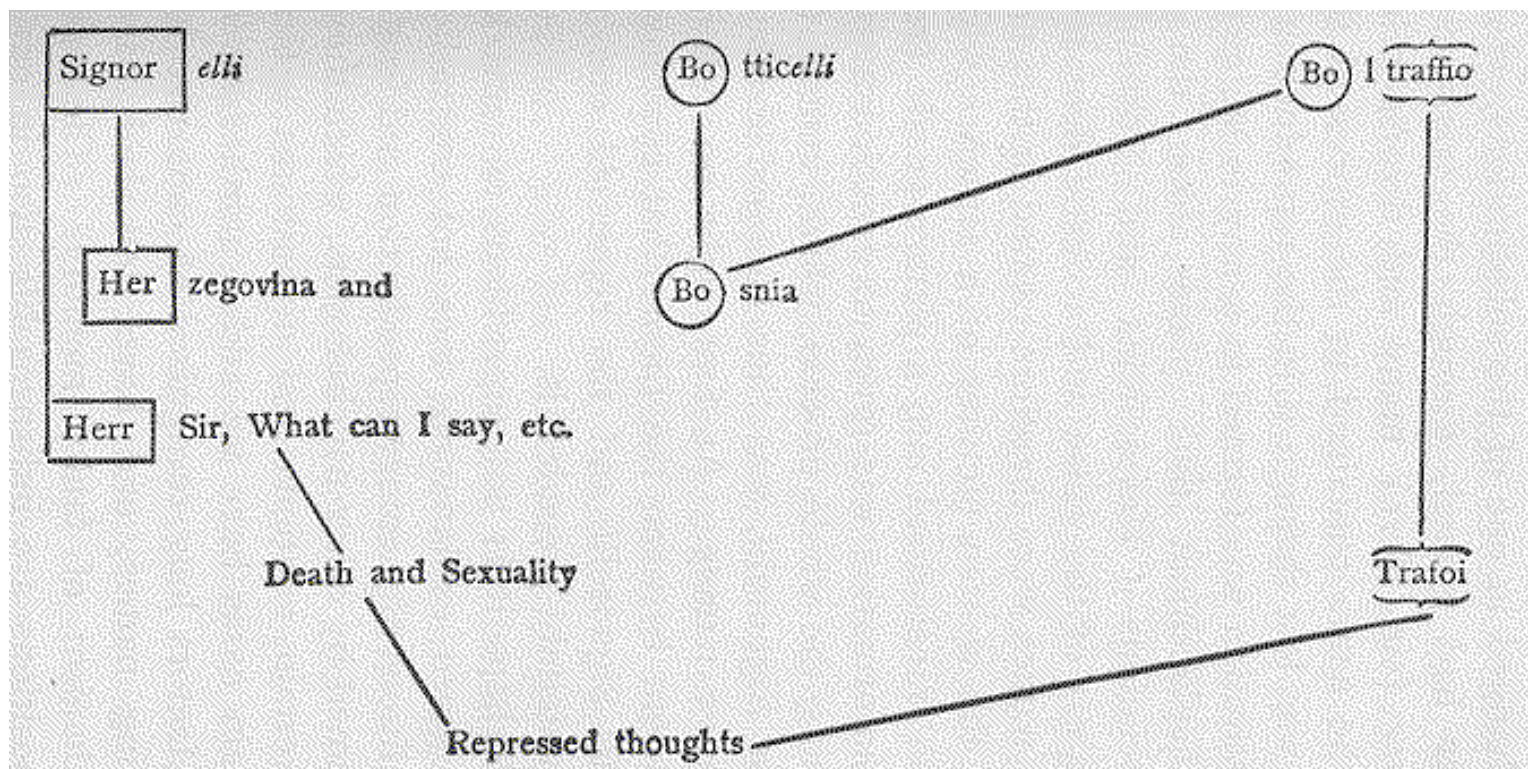 Signor elli Bo tticelli Bo l traffio
Her zegovina and Bo snia
Herr Sir, What can I say, etc.
Death and Sexuality Trafoi
Repressed thoughts